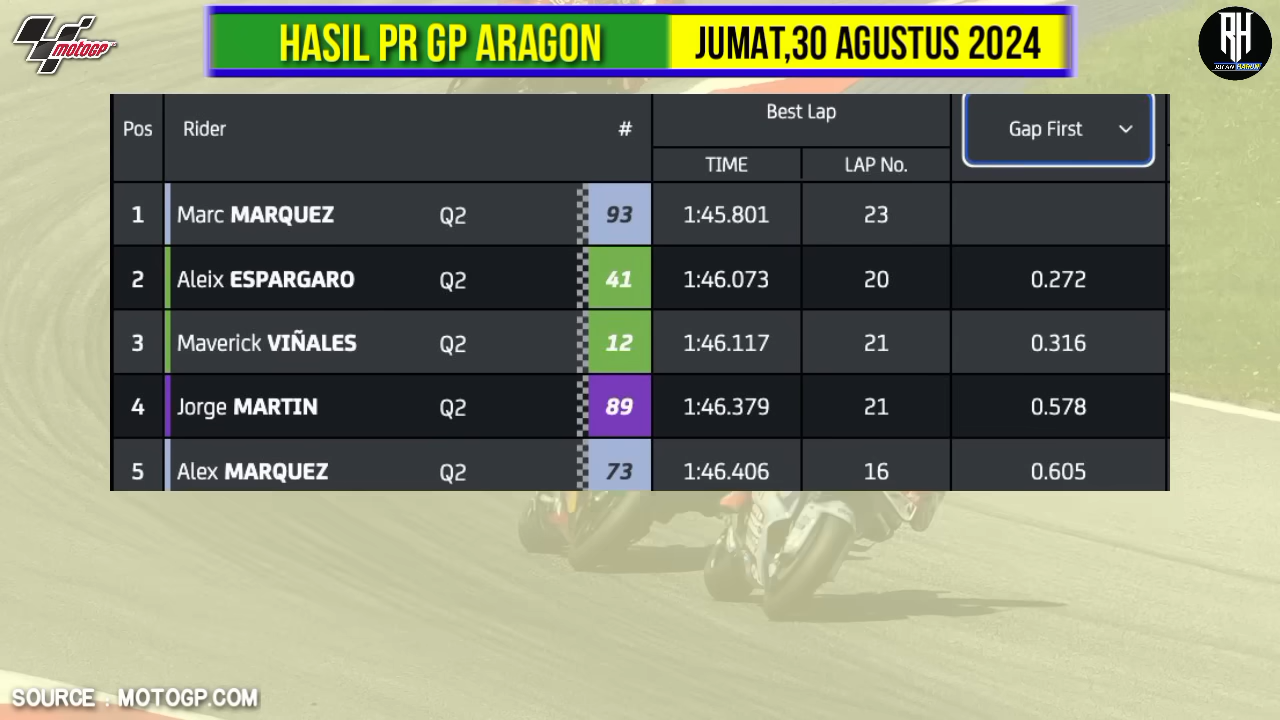 motoGP
HASIL PR GP ARAGON
JUMAT,30 AGUSTUS 2024
RH
Pos Rider # Best Lap Gap First
TIME LAP No.
1 Marc MARQUEZ Q2 93 1:45.801 23
2 Aleix ESPARGARO Q2 41 1:46.073 20 0.272
3 Maverick VIÑALES Q2 12 1:46.117 21 0.316
4 Jorge MARTIN Q2 89 1:46.379 21 0.578
5 Alex MARQUEZ Q2 73 1:46.406 16 0.605
SOURCE : MOTOGP.COM